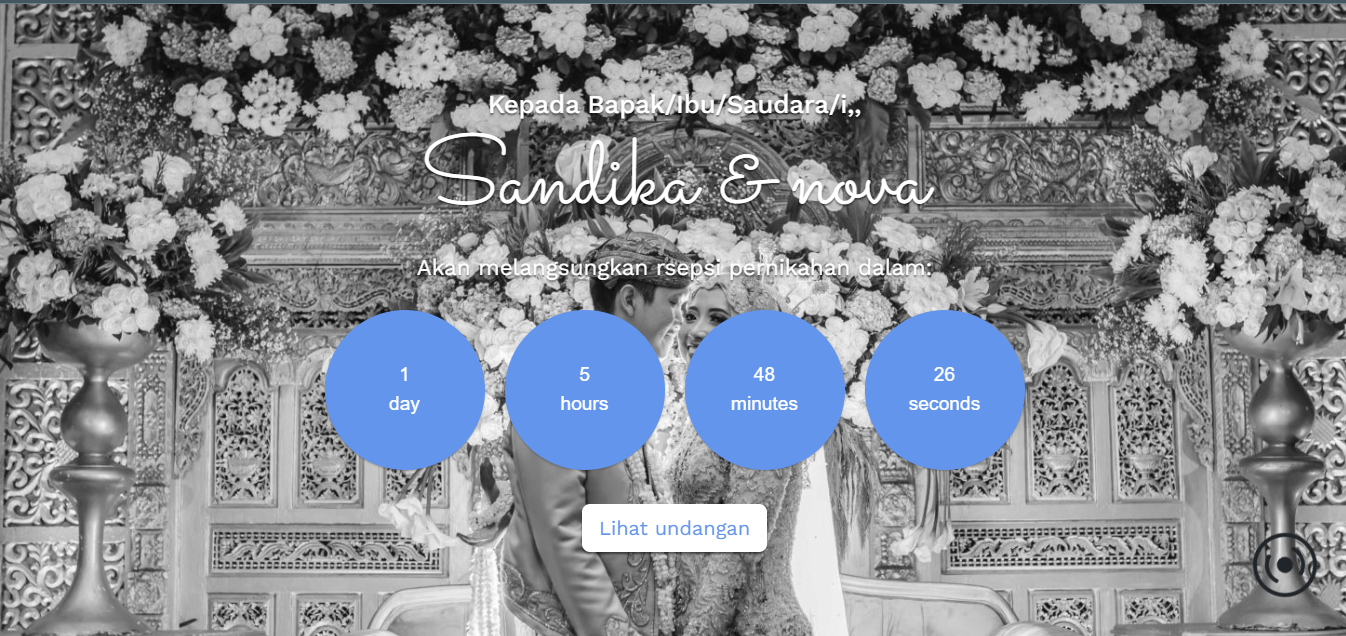 Kepada Bapak/Ibu/Saudara/i,,
Sandika & nova
Akan melangsungkan rsepsi pernikahan dalam:
1
day
5
hours
48
minutes
26
seconds
Lihat undangan